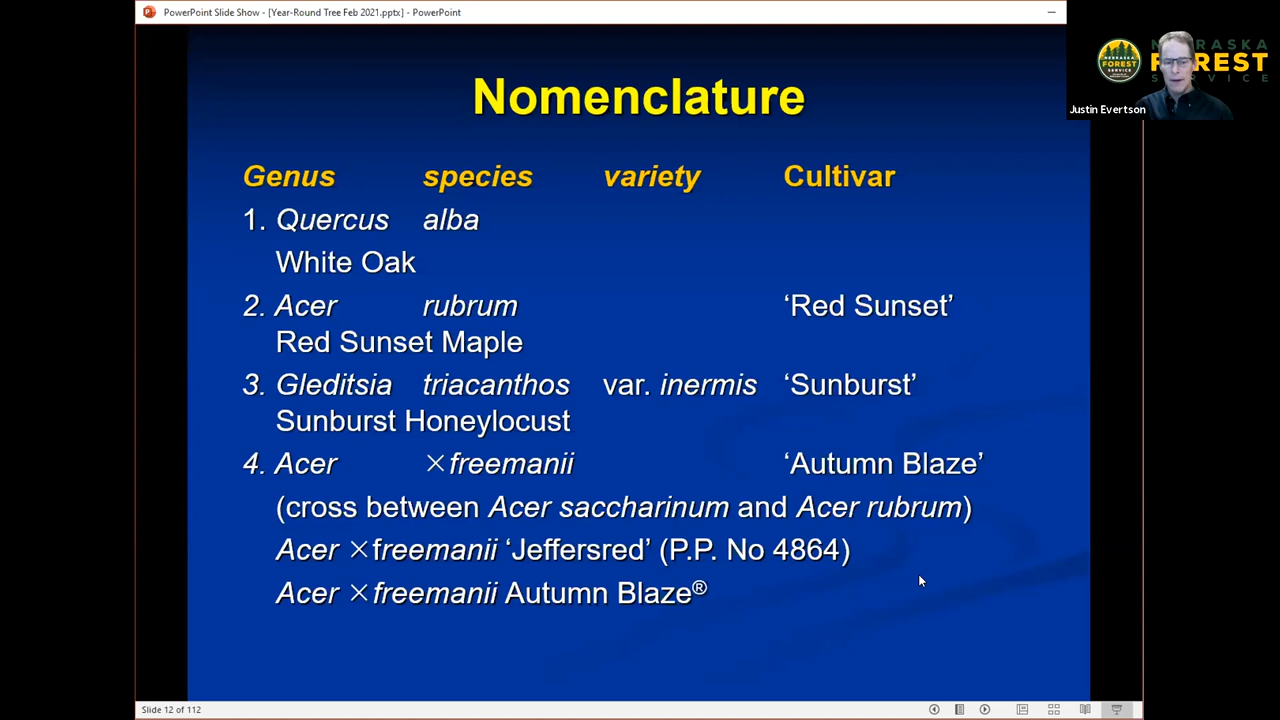 PowerPoint Slide Show - [Year-Round Tree Feb 2021.pptx] - PowerPoint
NEBRASKA
FOREST
SERVICE
Justin Evertson
Nomenclature
Genus species variety Cultivar
1. Quercus alba
White Oak
2. Acer rubrum ‘Red Sunset’
Red Sunset Maple
3. Gleditsia triacanthos var. inermis ‘Sunburst’
Sunburst Honeylocust
4. Acer ×freemanii ‘Autumn Blaze’
(cross between Acer saccharinum and Acer rubrum)
Acer ×freemanii ‘Jeffersred’ (P.P. No 4864)
Acer ×freemanii Autumn Blaze®
Slide 12 of 112